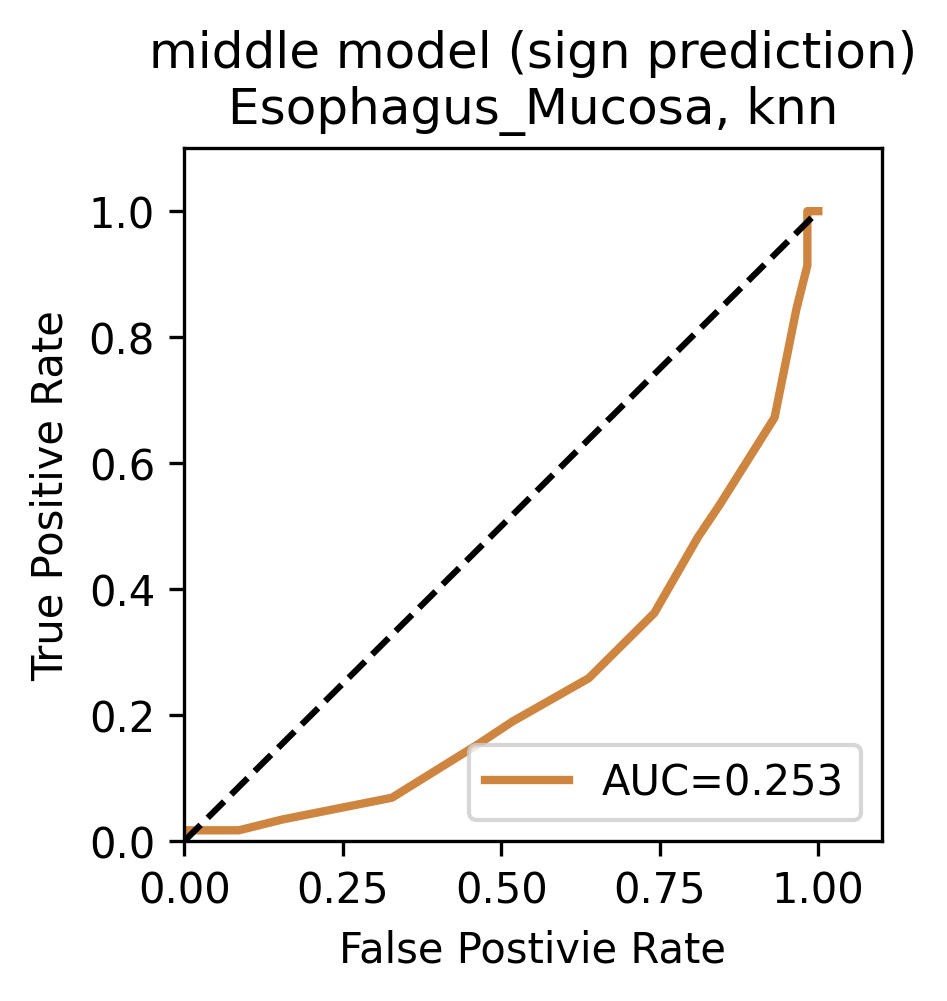 middle model (sign prediction)
Esophagus_Mucosa, knn
True Positive Rate
1.0
0.8
0.6
0.4
0.2
0.0
AUC=0.253
0.00 0.25 0.50 0.75 1.00
False Postivie Rate